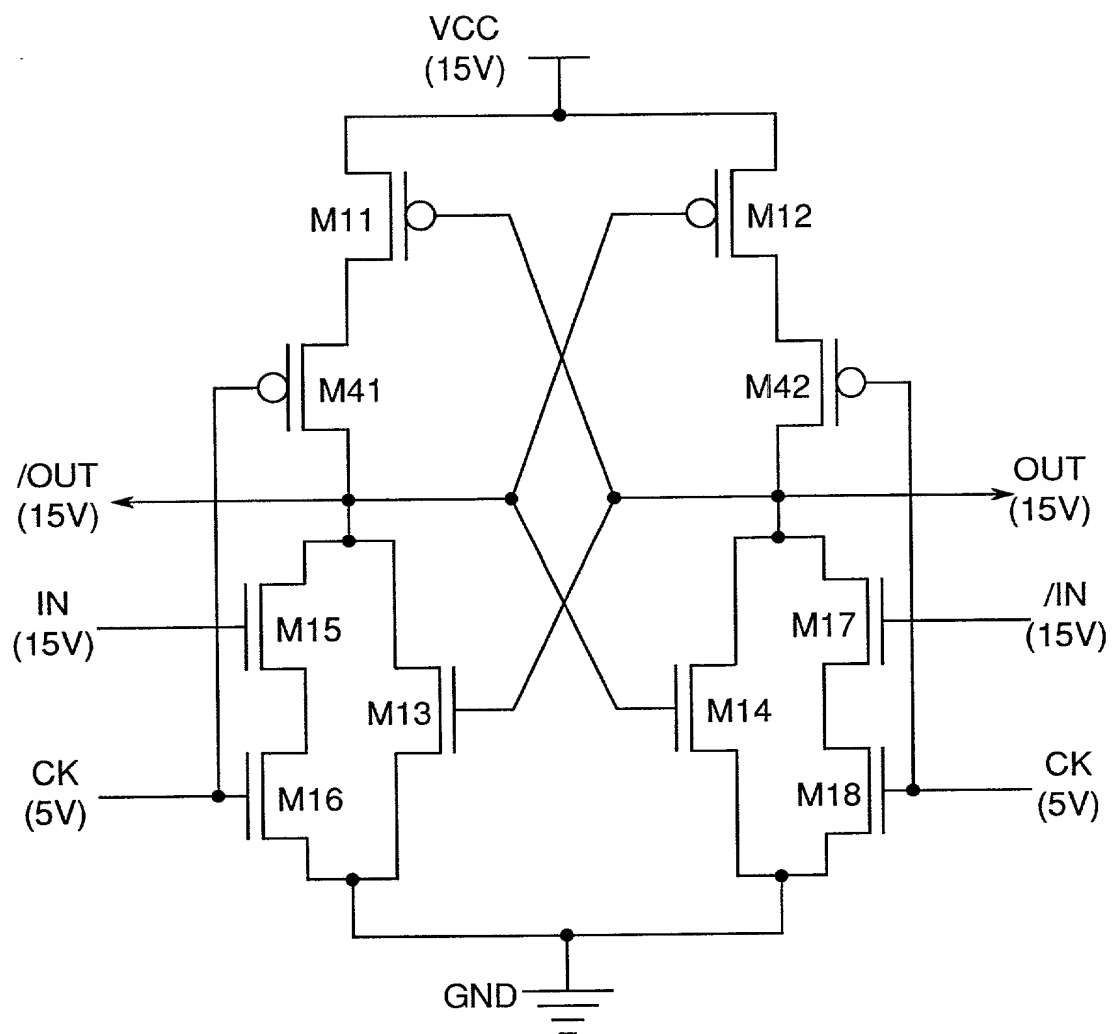 VCC
(15V)
M11
M12
M41
M42
/OUT
(15V)
OUT
(15V)
IN
(15V)
M15
M17
/IN
(15V)
M13
M14
CK
(5V)
M16
M18
CK
(5V)
GND